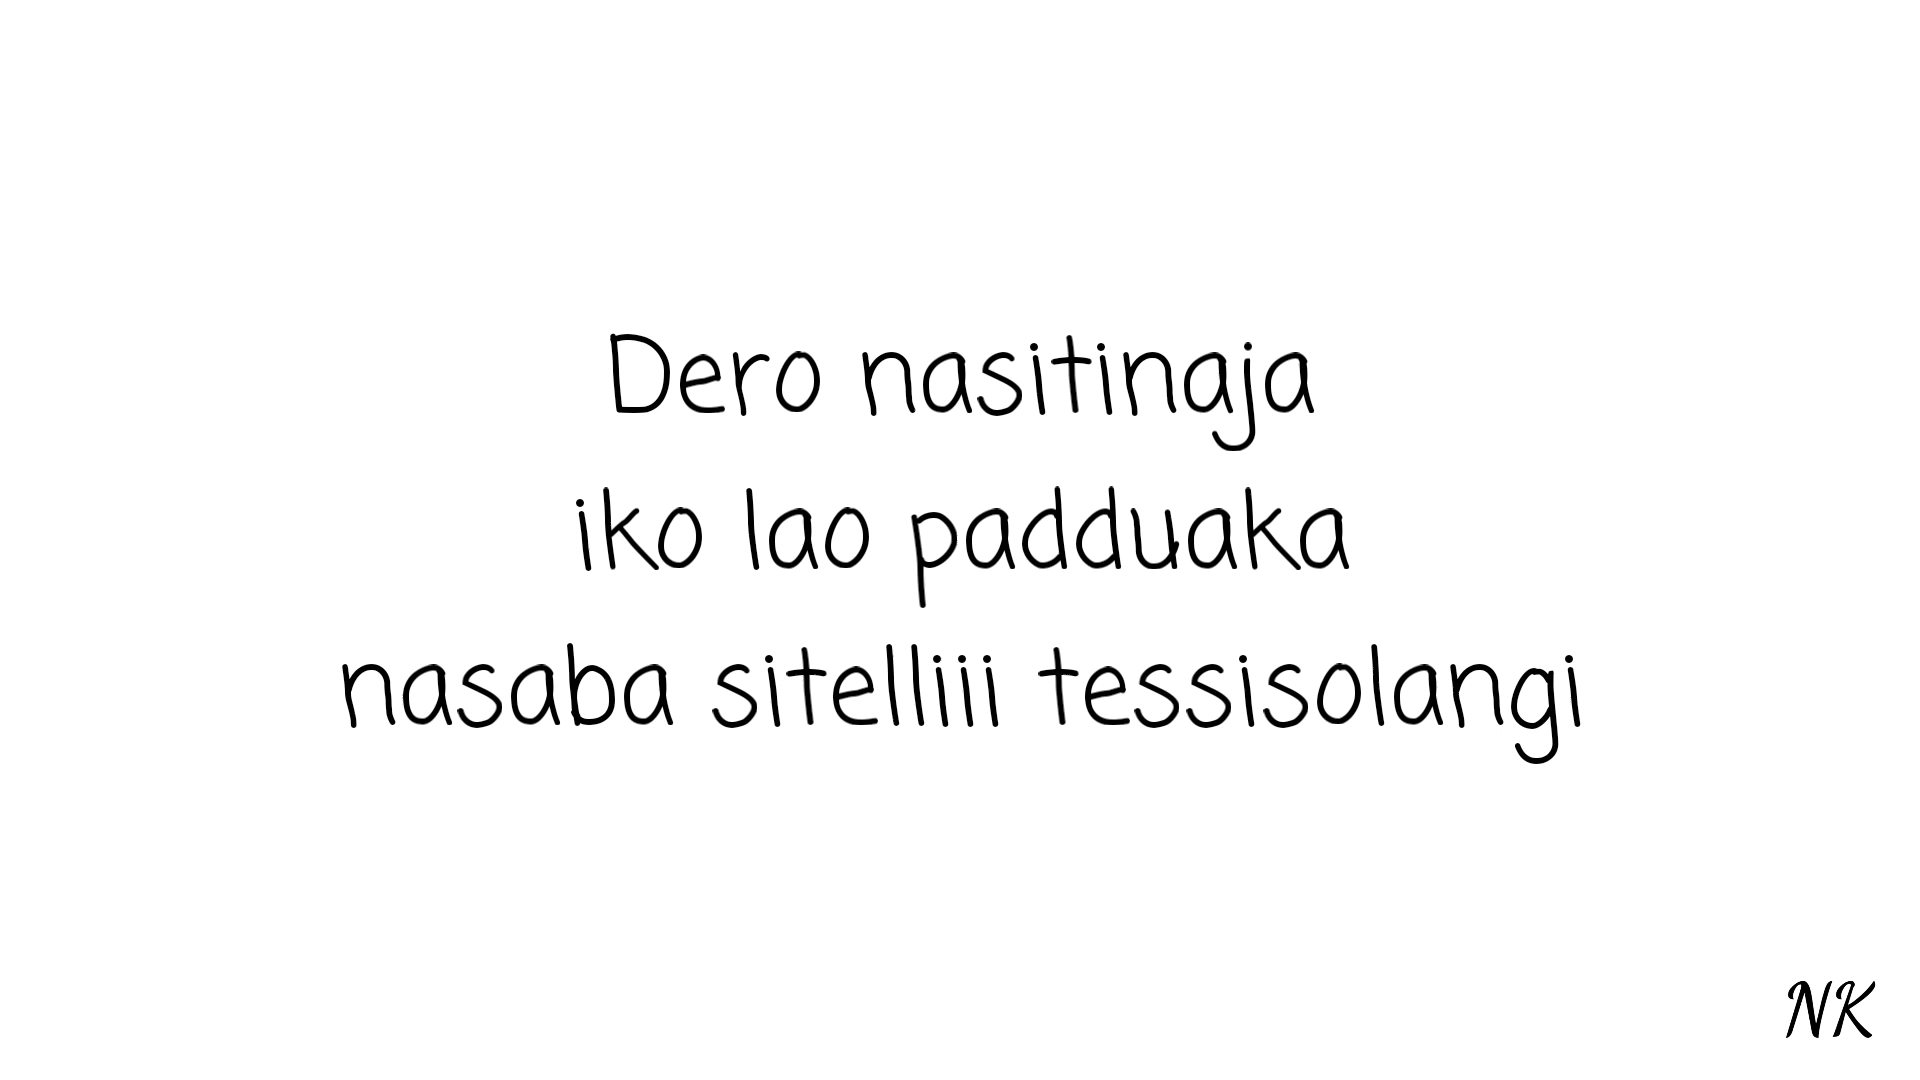 Dero nasitinaja
iko lao padduaka
nasaba sitelliii tessisolangi
NK